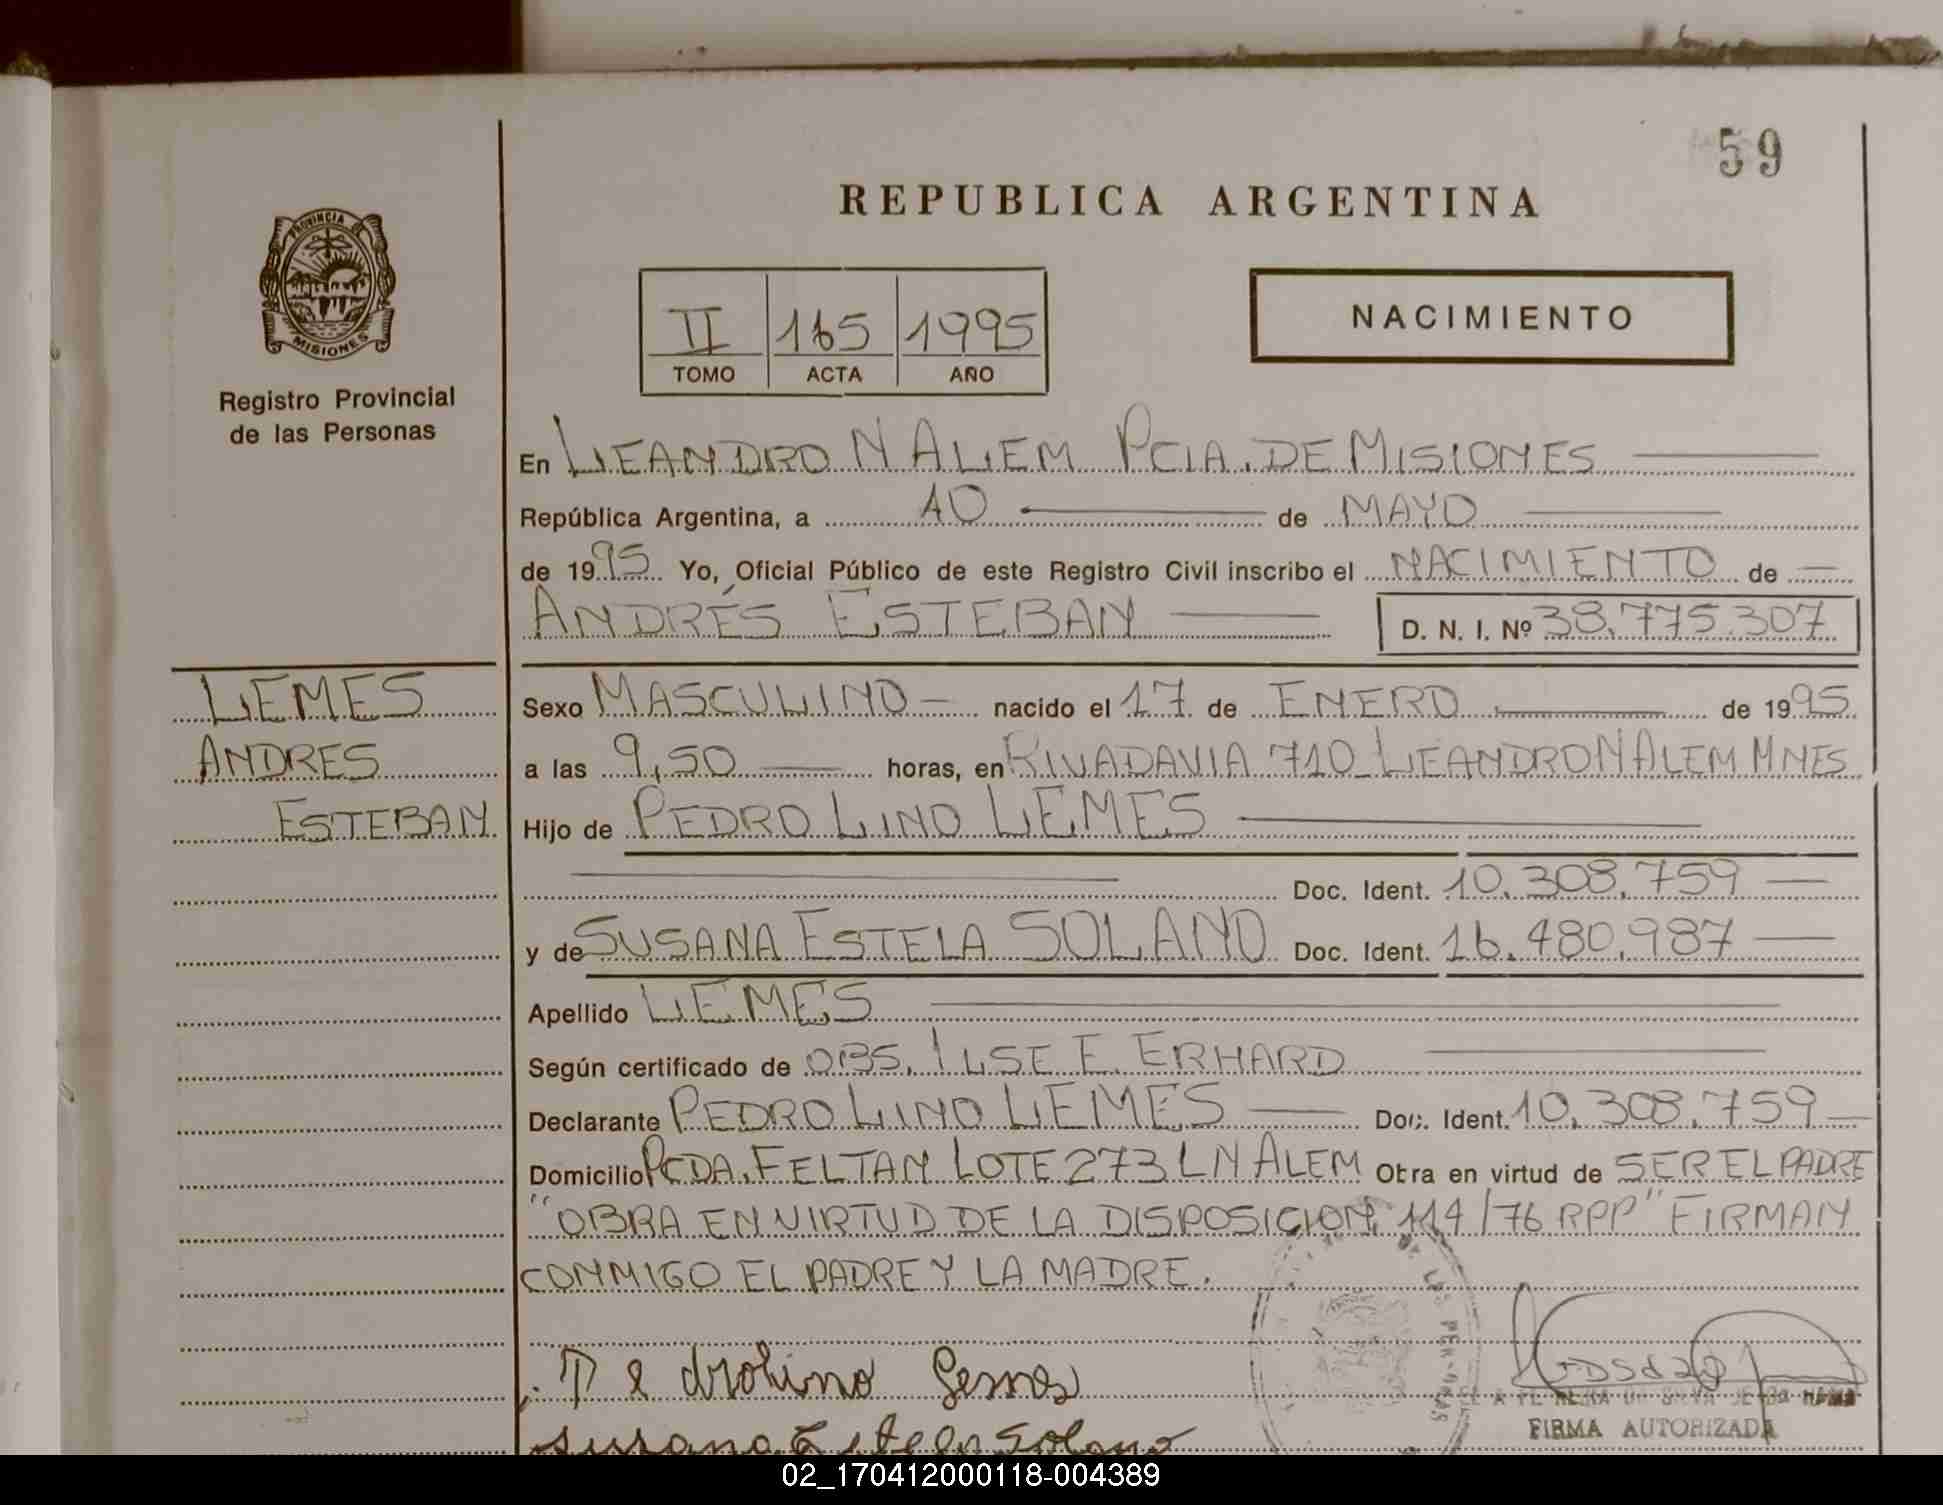 59
REPUBLICA ARGENTINA
PROVINCIA DE
MISIONES
Registro Provincial
de las Personas
II 165 1995
TOMO ACTA AÑO
NACIMIENTO
En LEANDRO N ALEM PCIA. DE MISIONES
República Argentina, a 10 de MAYO
de 1995 Yo, Oficial Público de este Registro Civil inscribo el NACIMIENTO de
ANDRÉS ESTEBAN D. N. I. Nº 38.775.307
LEMES
ANDRES
ESTEBAN
Sexo MASCULINO nacido el 17 de ENERO de 1995
a las 9,50 horas, en RIVADAVIA 710 LEANDRO N ALEM MNES
Hijo de PEDRO LINO LEMES
Doc. Ident. 10.308.759
y de SUSANA ESTELA SOLANO Doc. Ident. 16.480.987
Apellido LEMES
Según certificado de OBS. ILSE E. ERHARD
Declarante PEDRO LINO LEMES Doc. Ident. 10.308.759
Domicilio PCDA. FELTAN LOTE 273 L N ALEM Obra en virtud de SER EL PADRE
"OBRA EN VIRTUD DE LA DISPOSICION 114/76 RPP" FIRMAN
CONMIGO EL PADRE Y LA MADRE.
Pedro lino Lemes
Susana Estela Solano
FIRMA AUTORIZADA
02_170412000118-004389